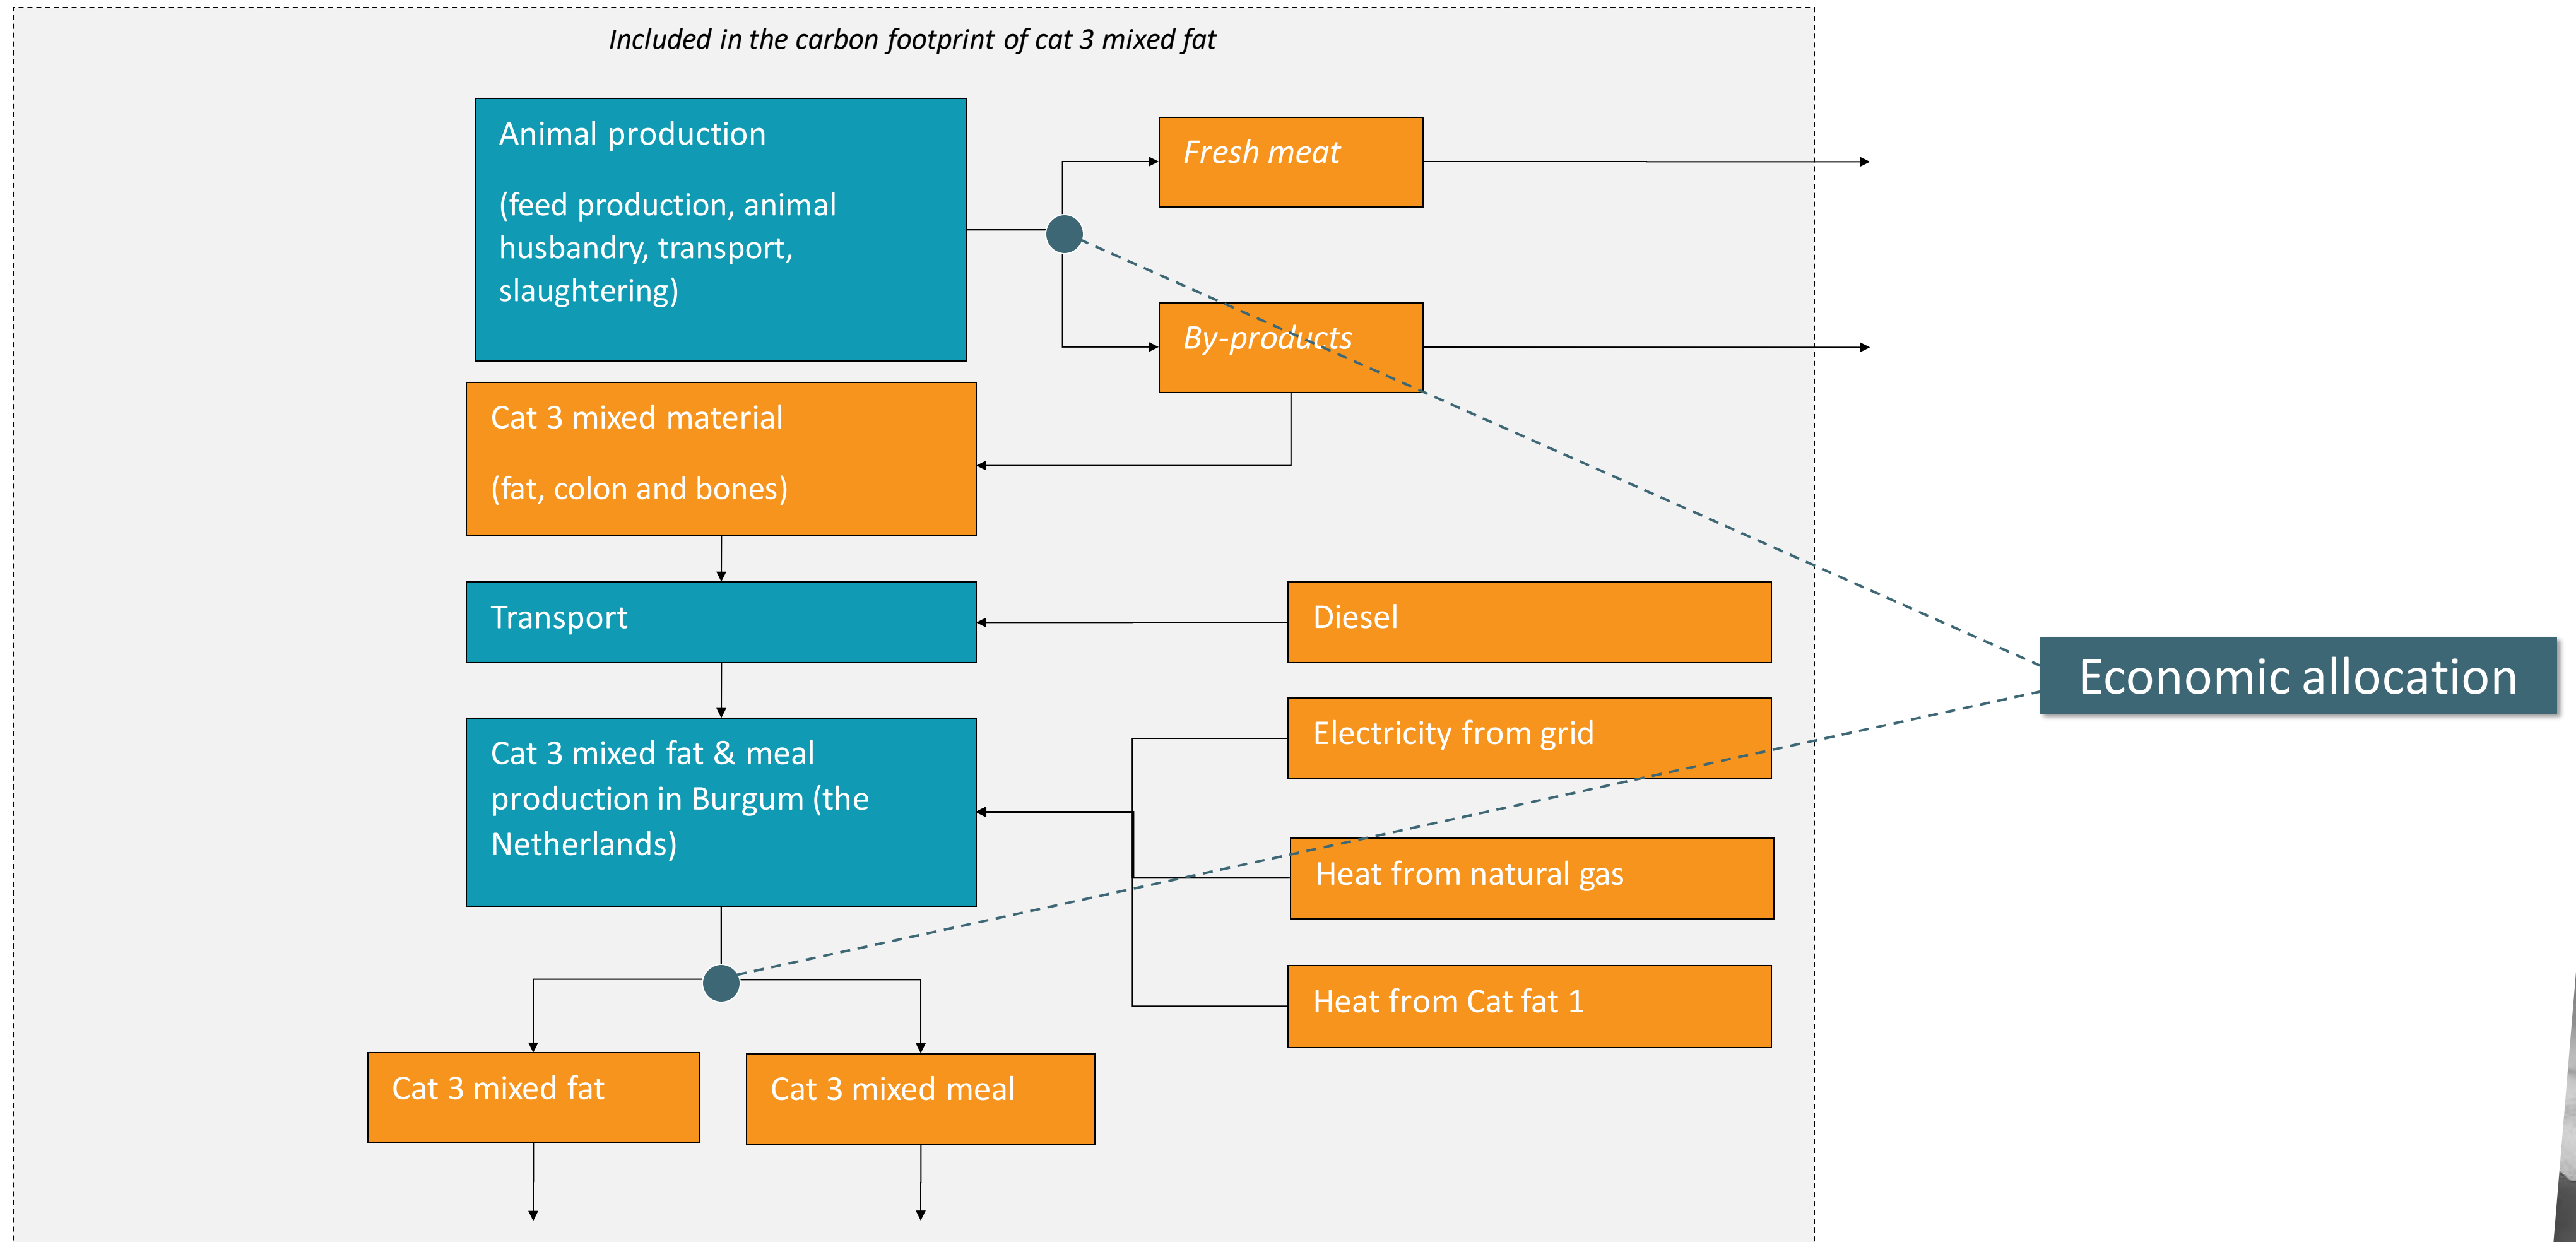 Included in the carbon footprint of cat 3 mixed fat
Animal production
(feed production, animal
husbandry, transport,
slaughtering)
Fresh meat
By-products
Cat 3 mixed material
(fat, colon and bones)
Transport
Diesel
Economic allocation
Electricity from grid
Cat 3 mixed fat & meal
production in Burgum (the
Netherlands)
Heat from natural gas
Heat from Cat fat 1
Cat 3 mixed fat
Cat 3 mixed meal